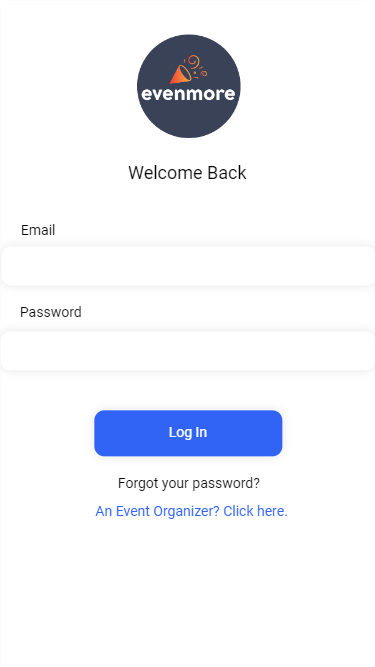 evenmore
Welcome Back
Email
Password
Log In
Forgot your password?
An Event Organizer? Click here.